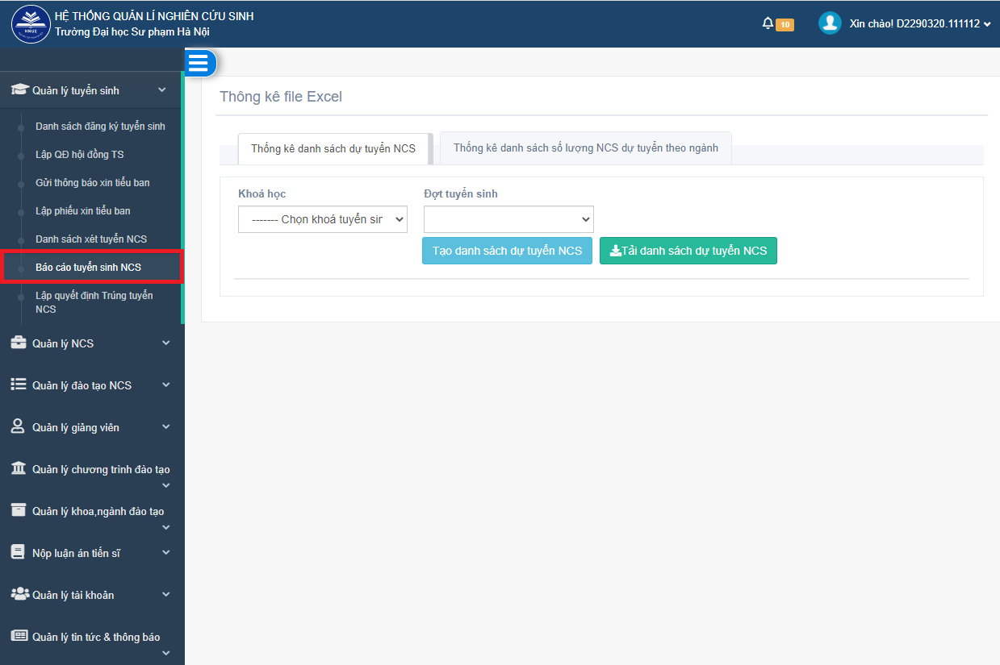 HNUE
HỆ THỐNG QUẢN LÍ NGHIÊN CỨU SINH
Trường Đại học Sư phạm Hà Nội
10
Xin chào! D2290320.111112
Quản lý tuyển sinh
Danh sách đăng ký tuyển sinh
Lập QĐ hội đồng TS
Gửi thông báo xin tiểu ban
Lập phiếu xin tiểu ban
Danh sách xét tuyển NCS
Báo cáo tuyển sinh NCS
Lập quyết định Trúng tuyển
NCS
Quản lý NCS
Quản lý đào tạo NCS
Quản lý giảng viên
Quản lý chương trình đào tạo
Quản lý khoa,ngành đào tạo
Nộp luận án tiến sĩ
Quản lý tài khoản
Quản lý tin tức & thông báo
Thông kê file Excel
Thống kê danh sách dự tuyển NCS
Thống kê danh sách số lượng NCS dự tuyển theo ngành
Khoá học
Đợt tuyển sinh
------- Chọn khoá tuyển sir
Tạo danh sách dự tuyển NCS
Tải danh sách dự tuyển NCS